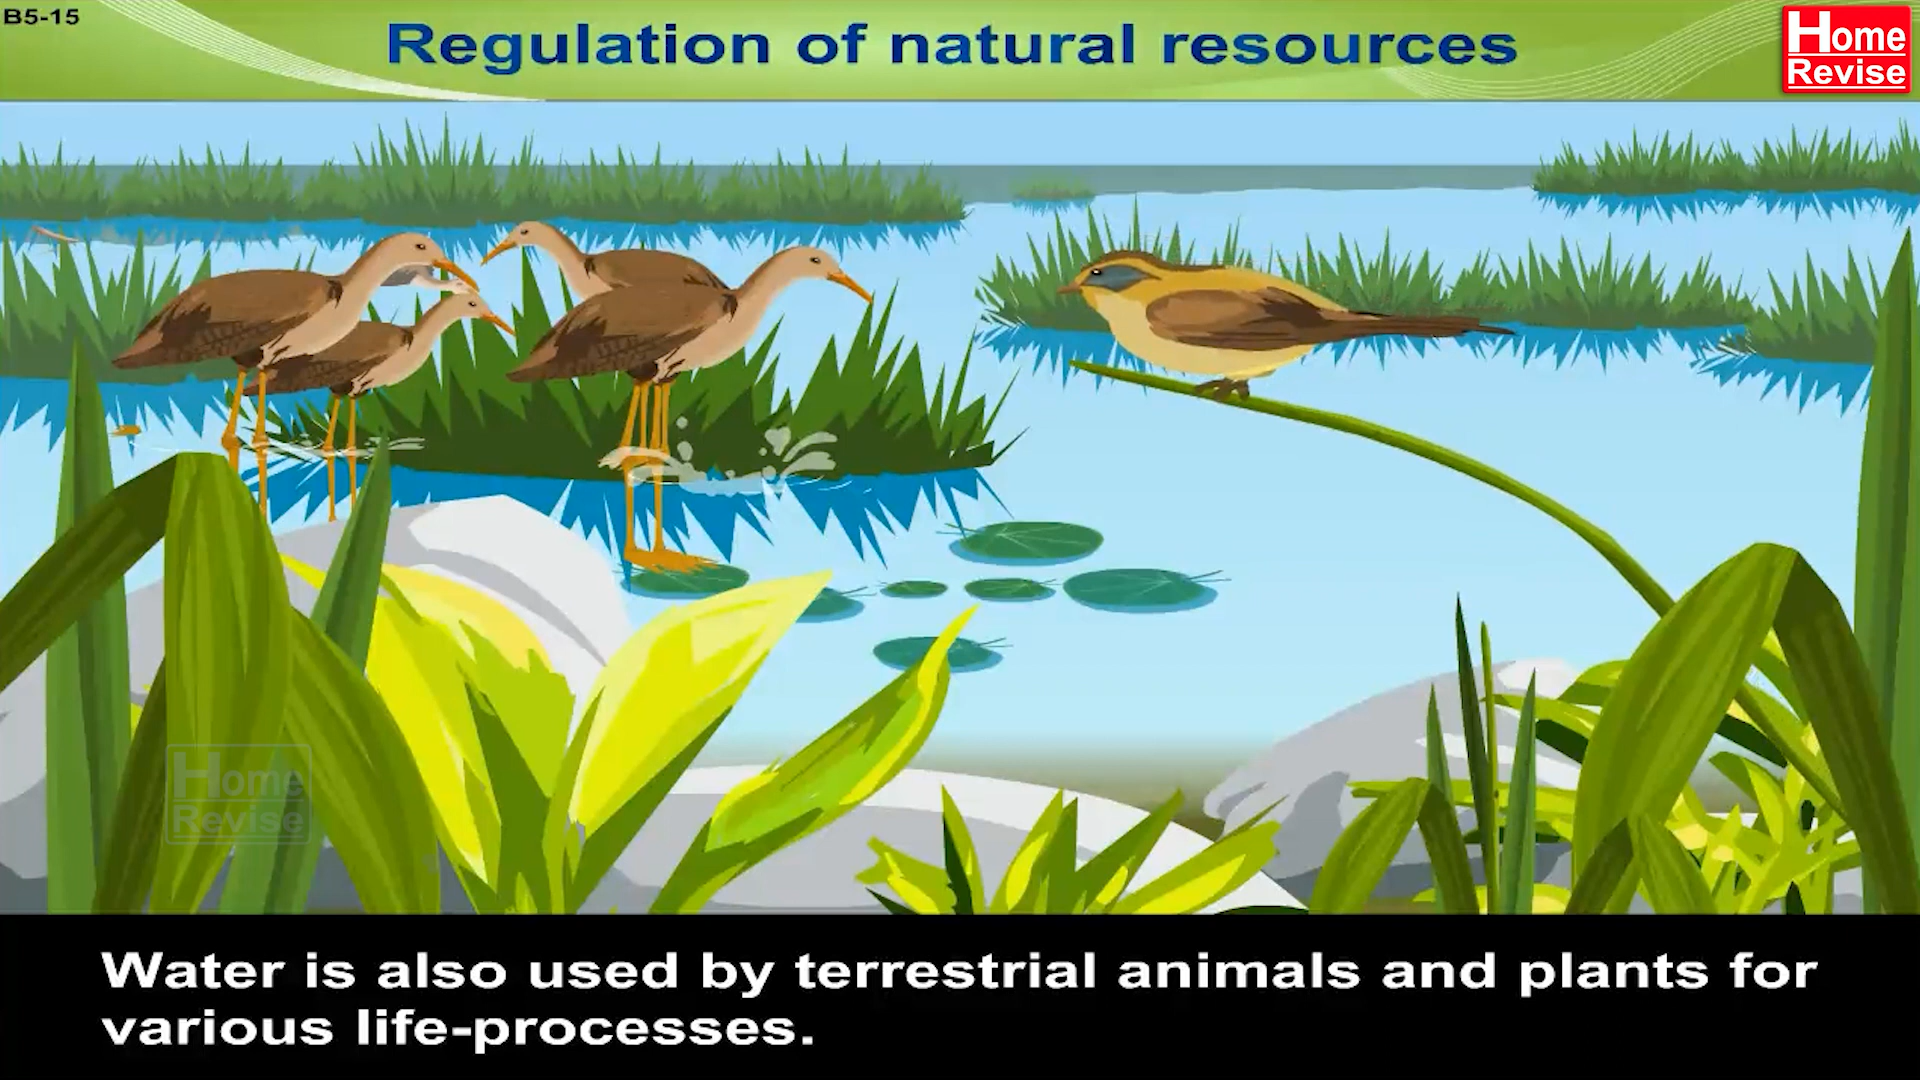 B5-15
Regulation of natural resources
Home
Revise
Home
Revise
Water is also used by terrestrial animals and plants for
various life-processes.